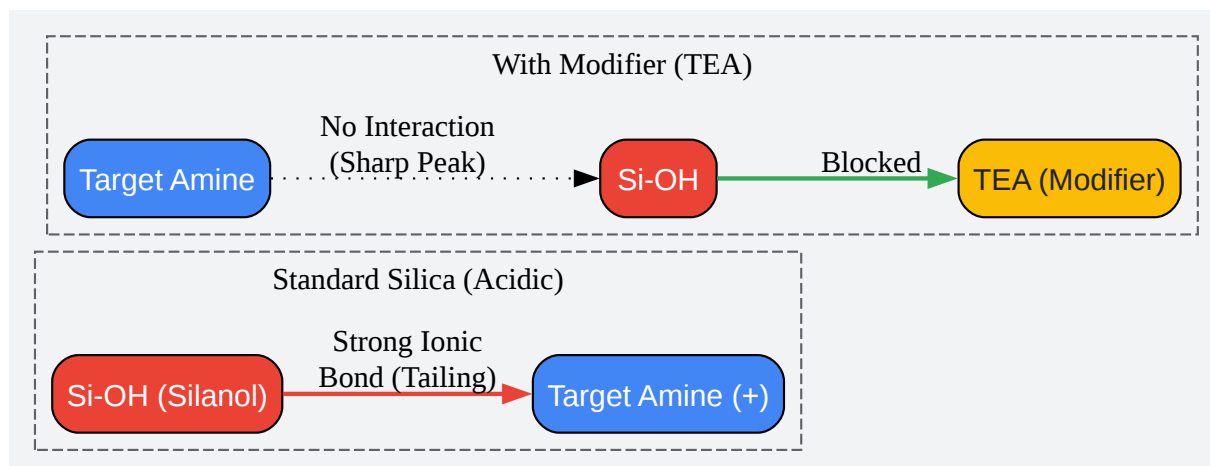 With Modifier (TEA)
No Interaction
(Sharp Peak)
Target Amine
Si-OH
Blocked
TEA (Modifier)
Standard Silica (Acidic)
Strong Ionic
Bond (Tailing)
Si-OH (Silanol)
Target Amine (+)